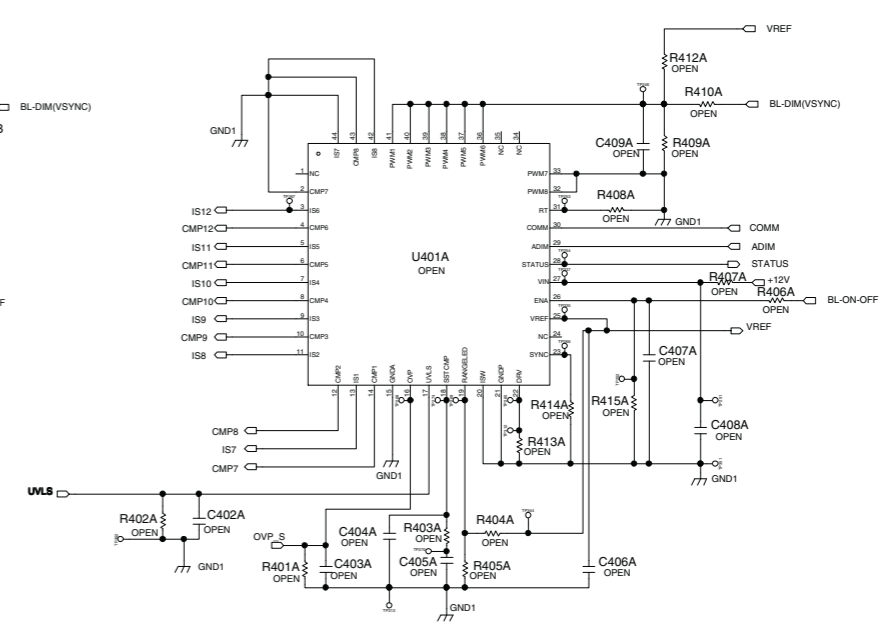 VREF
R412A
OPEN
R410A
OPEN
BL-DIM(VSYNC)
BL-DIM(VSYNC)
GND1
C409A
OPEN
R409A
OPEN
44
43
42
41
40
39
38
37
36
35
34
IS7
CMP8
IS8
PWM1
PWM2
PWM3
PWM4
PWM5
PWM6
NC
NC
1
NC
2
CMP7
IS12
3
IS6
CMP12
4
CMP6
IS11
5
IS5
CMP11
6
CMP5
IS10
7
IS4
CMP10
8
CMP4
IS9
9
IS3
CMP9
10
CMP3
IS8
11
IS2
U401A
OPEN
PWM7
33
PWM8
32
RT
31
R408A
OPEN
GND1
COMM
30
COMM
ADIM
29
ADIM
STATUS
28
STATUS
VIN
27
R407A
OPEN
+12V
ENA
26
R406A
OPEN
BL-ON-OFF
VREF
25
VREF
NC
24
SYNC
23
CMP2
IS1
CMP1
GNDA
OVP
UVLS
SSTCMP
RANGELED
ISW
GNDP
DRV
12
13
14
15
16
17
18
19
20
21
22
C407A
OPEN
R414A
OPEN
R415A
OPEN
C408A
OPEN
R413A
OPEN
GND1
CMP8
IS7
CMP7
GND1
UVLS
R402A
OPEN
C402A
OPEN
GND1
OVP_S
R401A
OPEN
C403A
OPEN
C404A
OPEN
R403A
OPEN
C405A
OPEN
R404A
OPEN
R405A
OPEN
C406A
OPEN
GND1